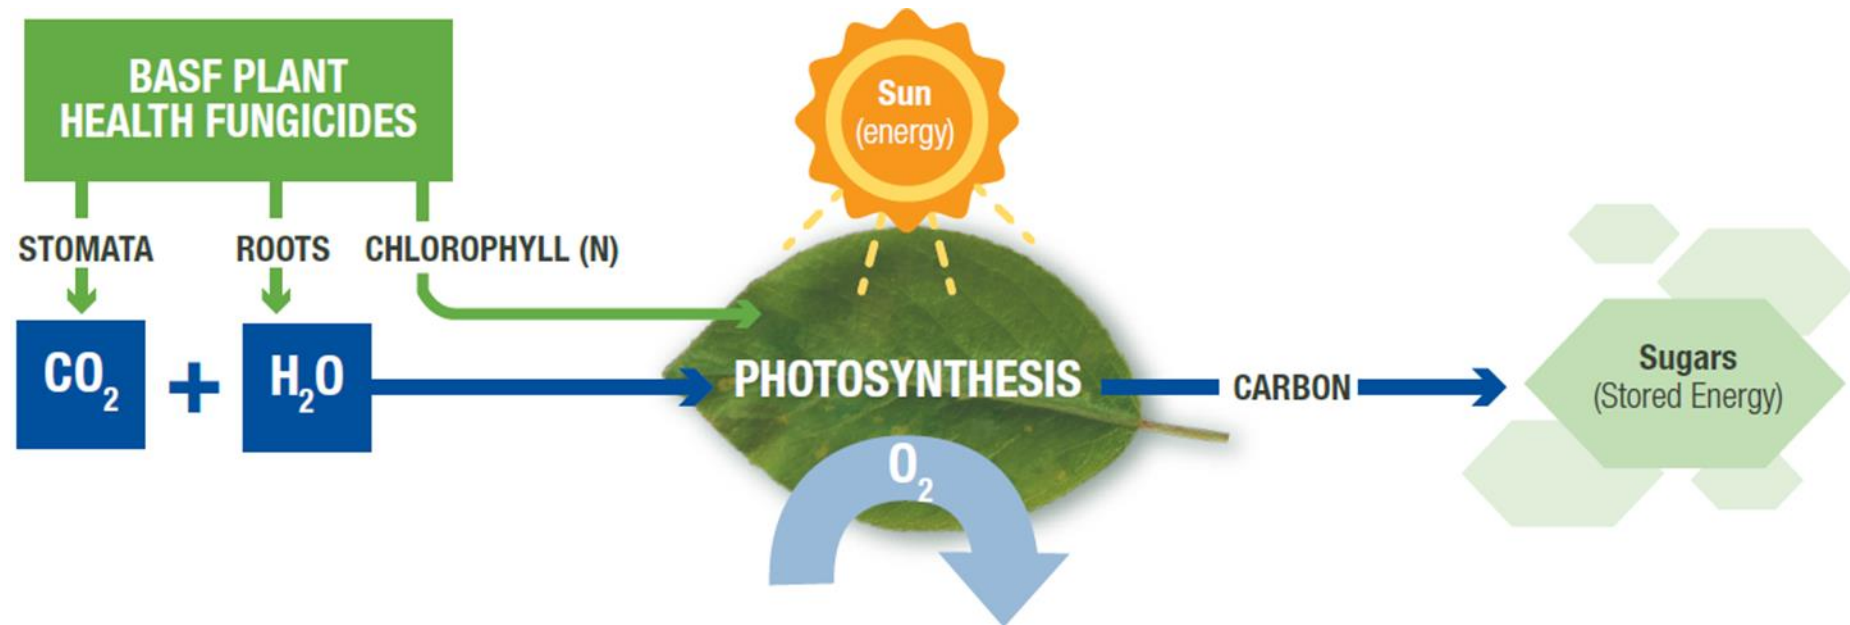 BASF PLANT
HEALTH FUNGICIDES
Sun
(energy)
STOMATA
ROOTS
CHLOROPHYLL (N)
CO₂
+
H₂O
PHOTOSYNTHESIS
CARBON
Sugars
(Stored Energy)
O₂